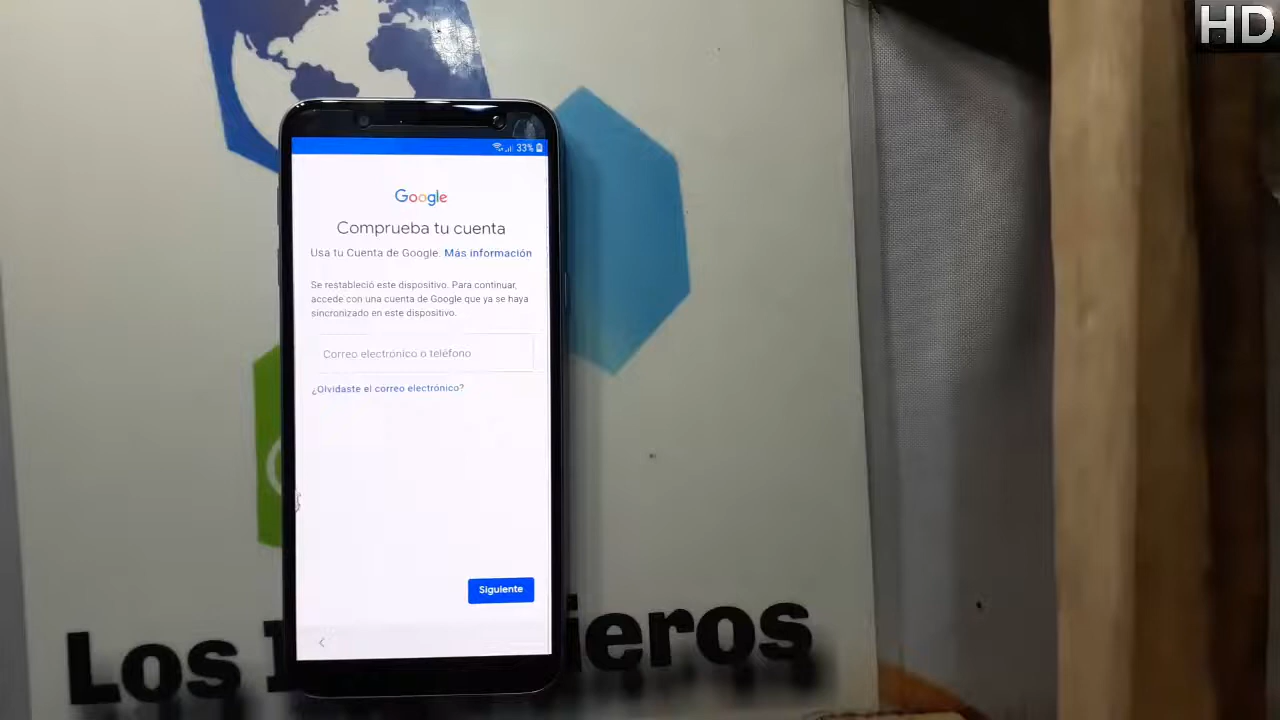 HD
33%
Google
Comprueba tu cuenta
Usa tu Cuenta de Google. Más información
Se restableció este dispositivo. Para continuar,
accede con una cuenta de Google que ya se haya
sincronizado en este dispositivo.
Correo electrónico o teléfono
¿Olvidaste el correo electrónico?
Siguiente
Los
ieros